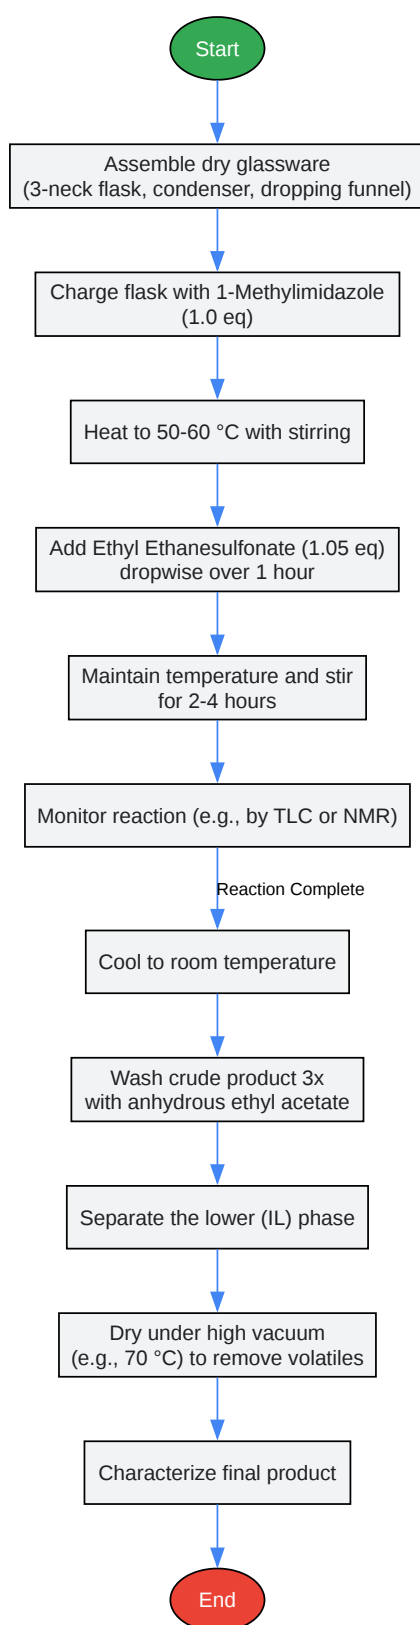 Start
Assemble dry glassware
(3-neck flask, condenser, dropping funnel)
Charge flask with 1-Methylimidazole
(1.0 eq)
Heat to 50-60 °C with stirring
Add Ethyl Ethanesulfonate (1.05 eq)
dropwise over 1 hour
Maintain temperature and stir
for 2-4 hours
Monitor reaction (e.g., by TLC or NMR)
Reaction Complete
Cool to room temperature
Wash crude product 3x
with anhydrous ethyl acetate
Separate the lower (IL) phase
Dry under high vacuum
(e.g., 70 °C) to remove volatiles
Characterize final product
End